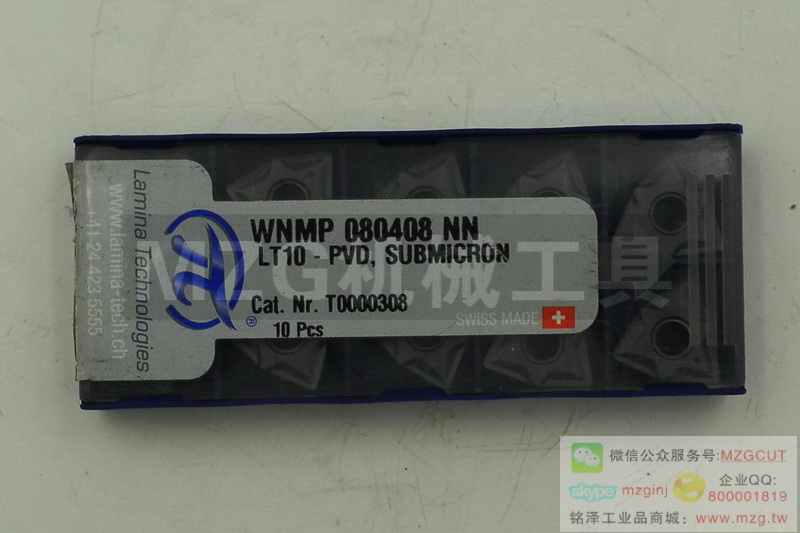 Lamina Technologies
www.lamina-tech.ch
+41-24-423 5555
WNMP 080408 NN
LT10 - PVD, SUBMICRON
MZG机械工具
Cat. Nr. T0000308
10 Pcs
SWISS MADE
®
微信公众服务号:MZGCUT
skype mzginj 企业QQ: 800001819
铭泽工业品商城: www.mzg.tw